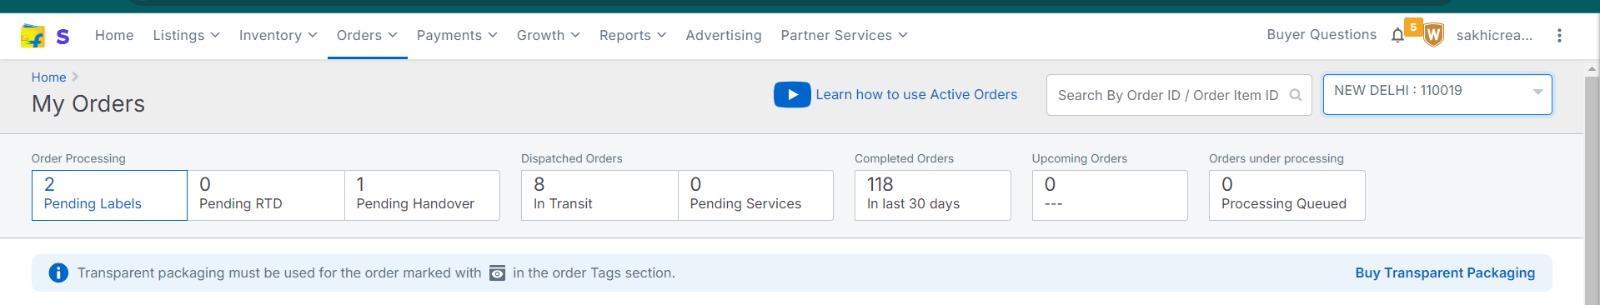 S Home Listings Inventory Orders Payments Growth Reports Advertising Partner Services Buyer Questions 5 W sakhicrea...
Home
My Orders
Learn how to use Active Orders
Search By Order ID / Order Item ID
NEW DELHI : 110019
Order Processing
2
Pending Labels
0
Pending RTD
1
Pending Handover
Dispatched Orders
8
In Transit
0
Pending Services
Completed Orders
118
In last 30 days
Upcoming Orders
0
---
Orders under processing
0
Processing Queued
Transparent packaging must be used for the order marked with in the order Tags section.
Buy Transparent Packaging